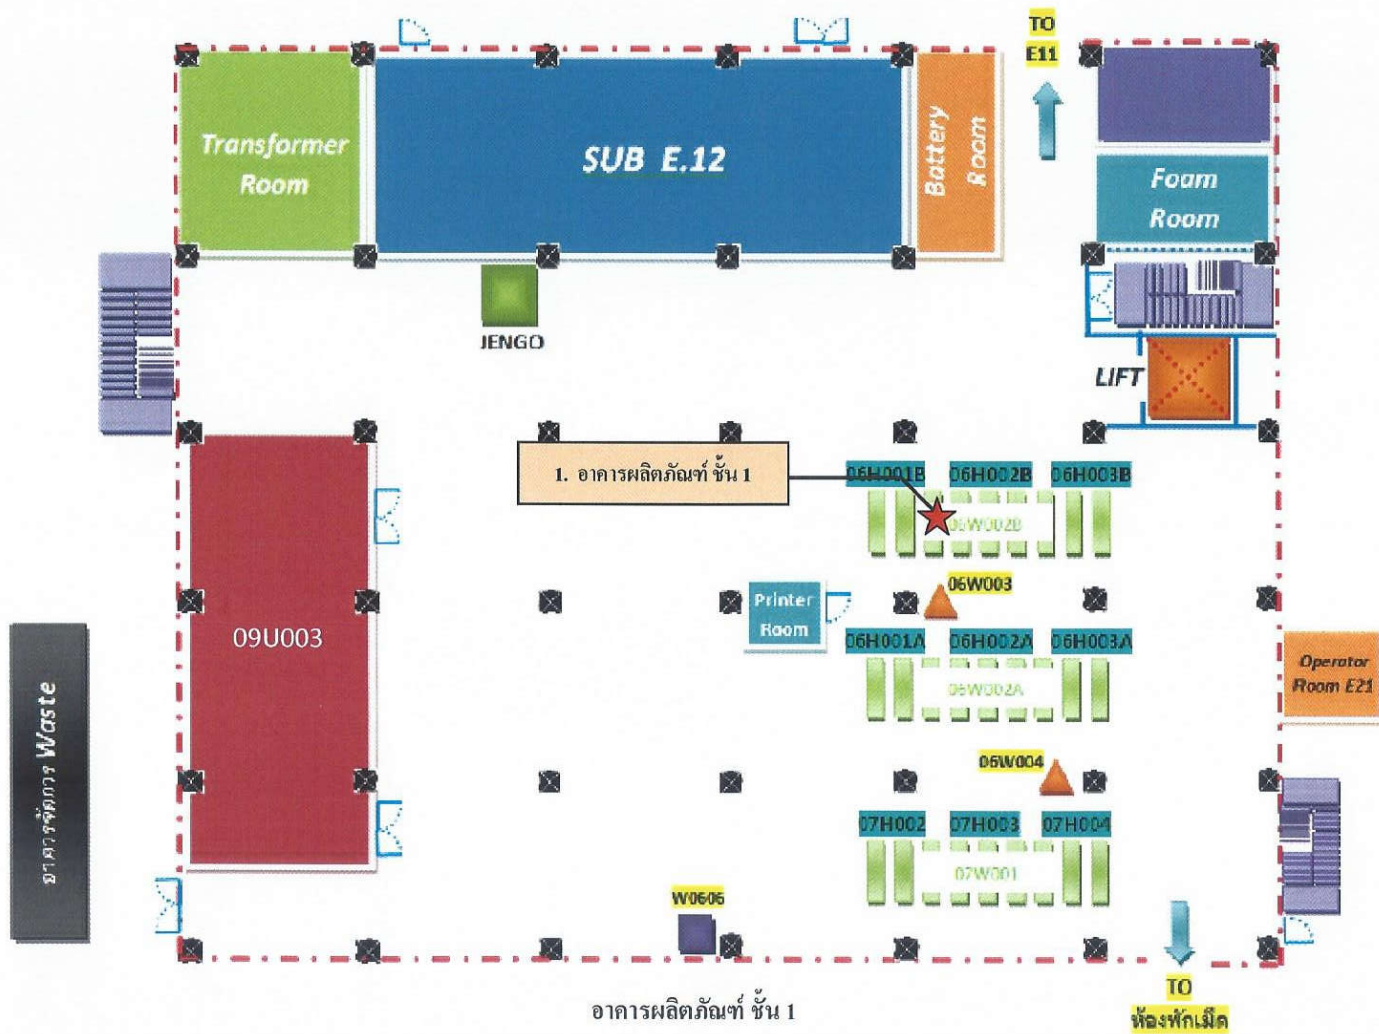 TO
E11
Transformer
Room
SUB E.12
Battery
Room
Foam
Room
JENGO
LIFT
1. อาคารผลิตภัณฑ์ ชั้น 1
06H001B
06H002B
06H003B
06W002B
06W003
Printer
Room
06H001A
06H002A
06H003A
09U003
06W002A
Operator
Room E21
อาคารจัดการ Waste
06W004
07H002
07H003
07H004
07W001
W0606
TO
ห้องพักเม็ด
อาคารผลิตภัณฑ์ ชั้น 1